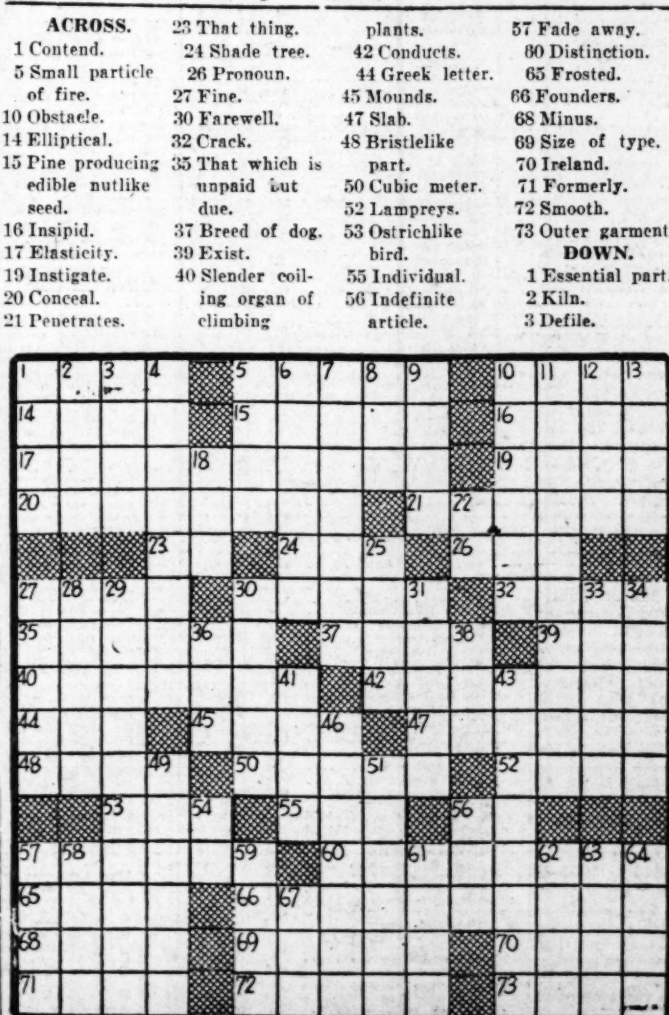 ACROSS.
1 Contend.
5 Small particle
of fire.
10 Obstacle.
14 Elliptical.
15 Pine producing
edible nutlike
seed.
16 Insipid.
17 Elasticity.
19 Instigate.
20 Conceal.
21 Penetrates.
23 That thing.
24 Shade tree.
26 Pronoun.
27 Fine.
30 Farewell.
32 Crack.
35 That which is
unpaid but
due.
37 Breed of dog.
39 Exist.
40 Slender coil-
ing organ of
climbing
plants.
42 Conducts.
44 Greek letter.
45 Mounds.
47 Slab.
48 Bristlelike
part.
50 Cubic meter.
52 Lampreys.
53 Ostrichlike
bird.
55 Individual.
56 Indefinite
article.
57 Fade away.
60 Distinction.
65 Frosted.
66 Founders.
68 Minus.
69 Size of type.
70 Ireland.
71 Formerly.
72 Smooth.
73 Outer garment
DOWN.
1 Essential part.
2 Kiln.
3 Defile.
1 2 3 4 5 6 7 8 9 10 11 12 13
14 15 16
17 18 19
20 21 22
23 24 25 26
27 28 29 30 31 32 33 34
35 36 37 38 39
40 41 42 43
44 45 46 47
48 49 50 51 52
53 54 55 56
57 58 59 60 61 62 63 64
65 66 67
68 69 70
71 72 73